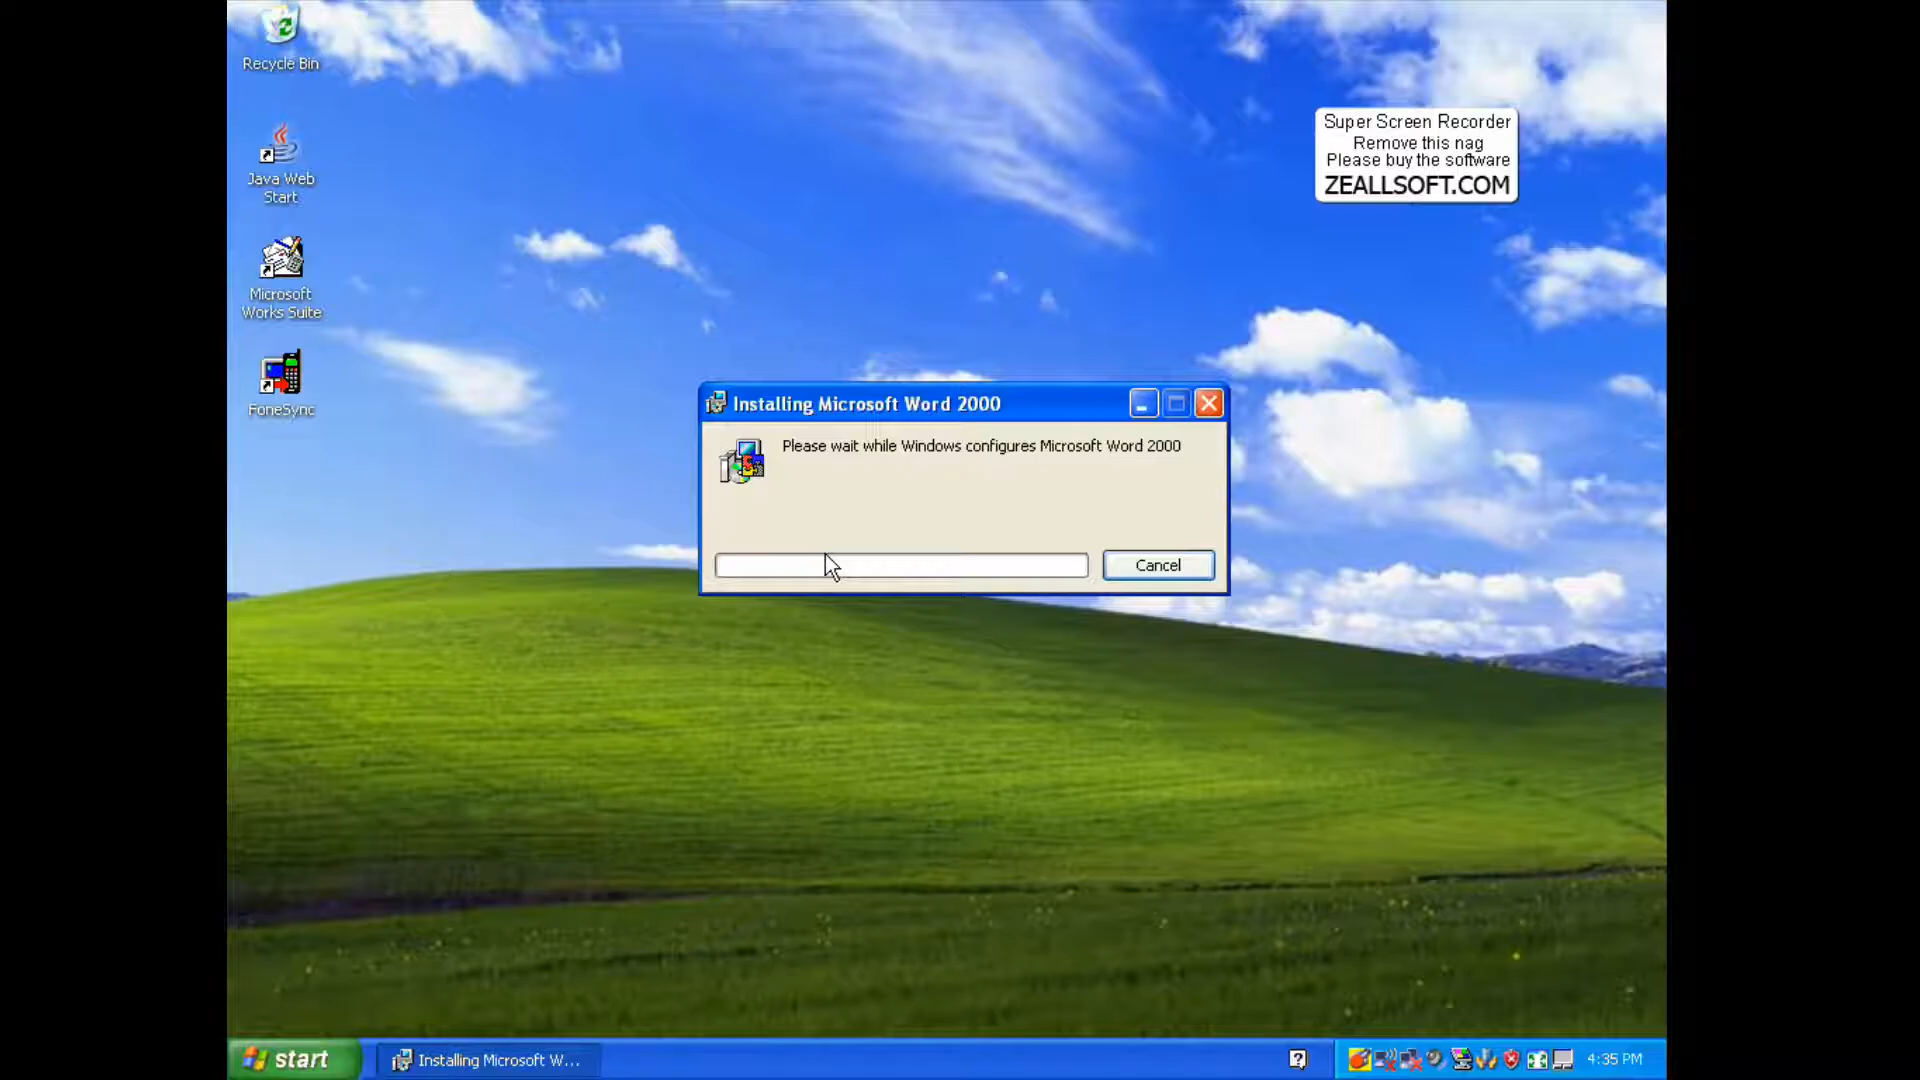 Recycle Bin
Java Web
Start
Microsoft
Works Suite
FoneSync
Super Screen Recorder
Remove this nag
Please buy the software
ZEALLSOFT.COM
Installing Microsoft Word 2000
Please wait while Windows configures Microsoft Word 2000
Cancel
start
Installing Microsoft W...
?
4:35 PM